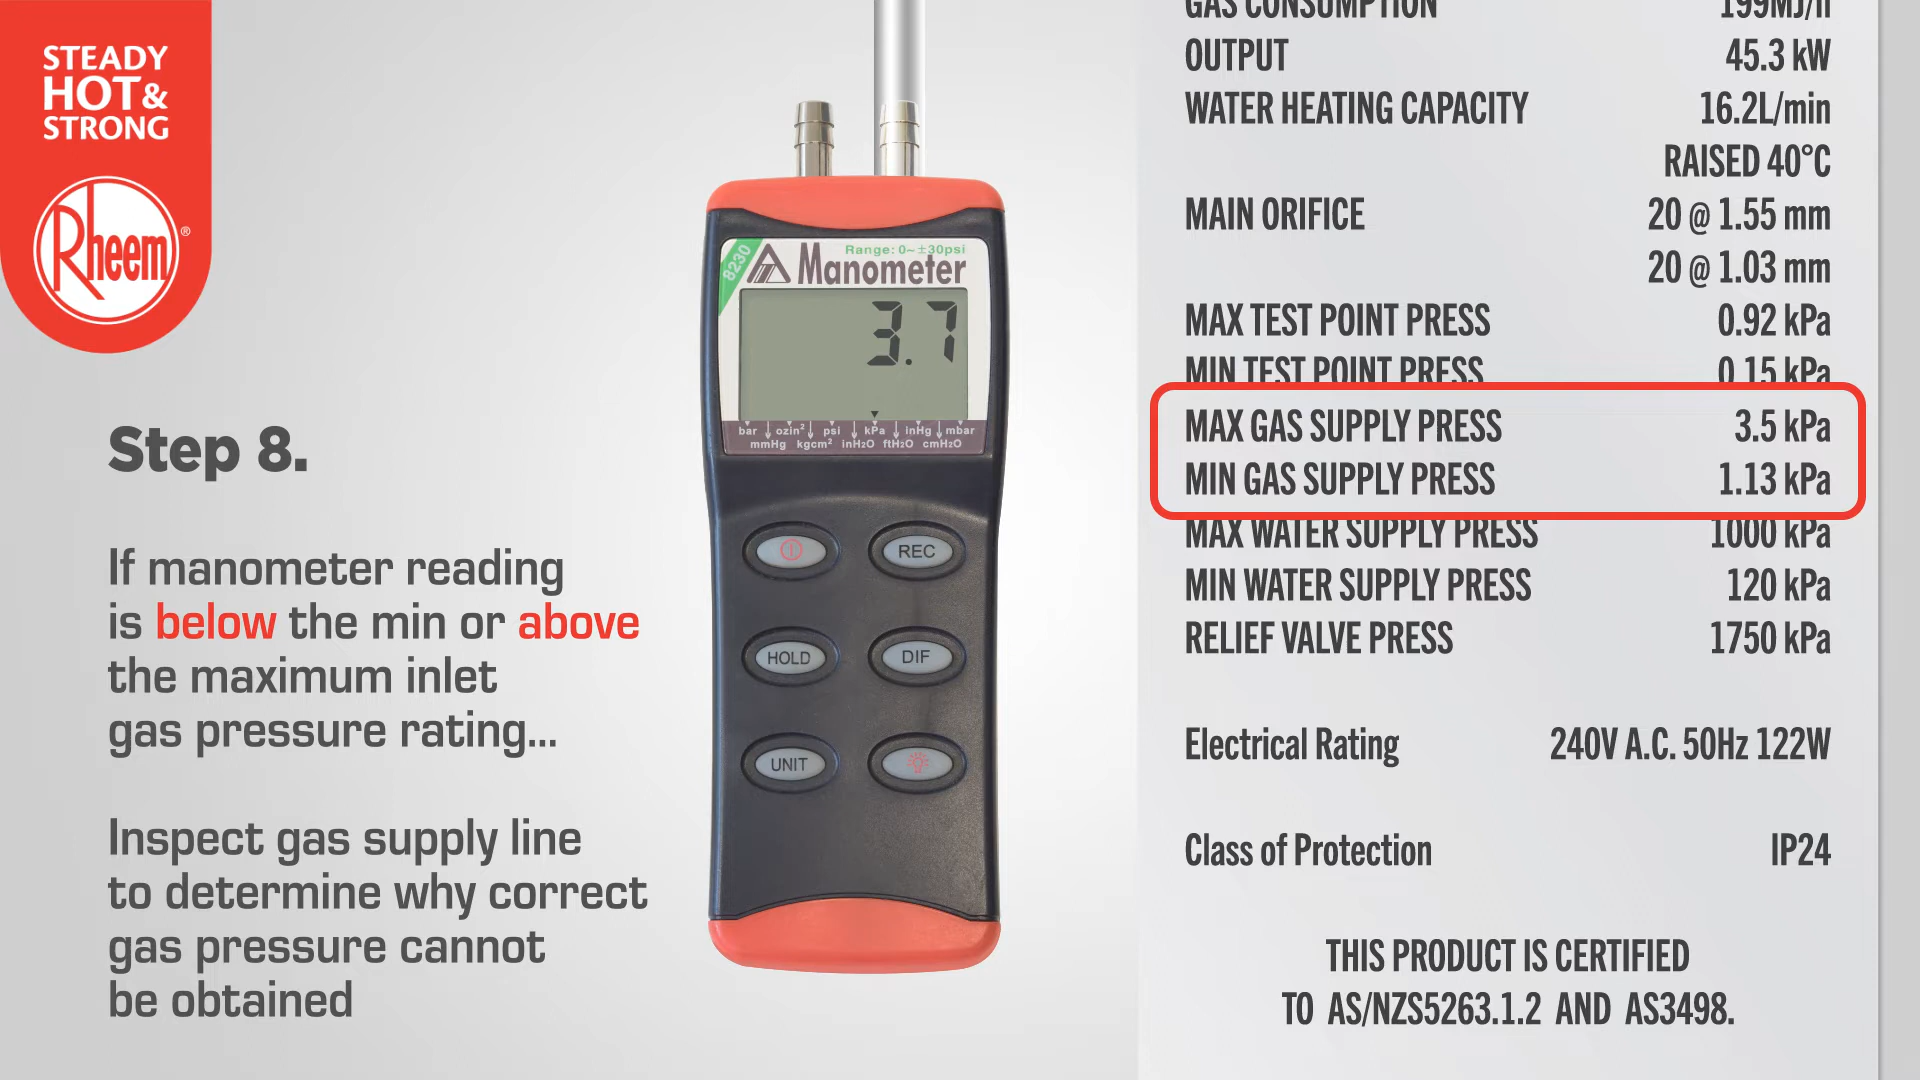 STEADY
HOT&
STRONG
Rheem®
Step 8.
If manometer reading
is below the min or above
the maximum inlet
gas pressure rating...
Inspect gas supply line
to determine why correct
gas pressure cannot
be obtained
8230
Range: 0~±30psi
Manometer
3.7
bar ozin² psi kPa inHg mbar
mmHg kgcm² inH2O ftH2O cmH2O
REC
HOLD DIF
UNIT
GAS CONSUMPTION 199MJ/h
OUTPUT 45.3 kW
WATER HEATING CAPACITY 16.2L/min
RAISED 40°C
MAIN ORIFICE 20 @ 1.55 mm
20 @ 1.03 mm
MAX TEST POINT PRESS 0.92 kPa
MIN TEST POINT PRESS 0.15 kPa
MAX GAS SUPPLY PRESS 3.5 kPa
MIN GAS SUPPLY PRESS 1.13 kPa
MAX WATER SUPPLY PRESS 1000 kPa
MIN WATER SUPPLY PRESS 120 kPa
RELIEF VALVE PRESS 1750 kPa
Electrical Rating 240V A.C. 50Hz 122W
Class of Protection IP24
THIS PRODUCT IS CERTIFIED
TO AS/NZS5263.1.2 AND AS3498.